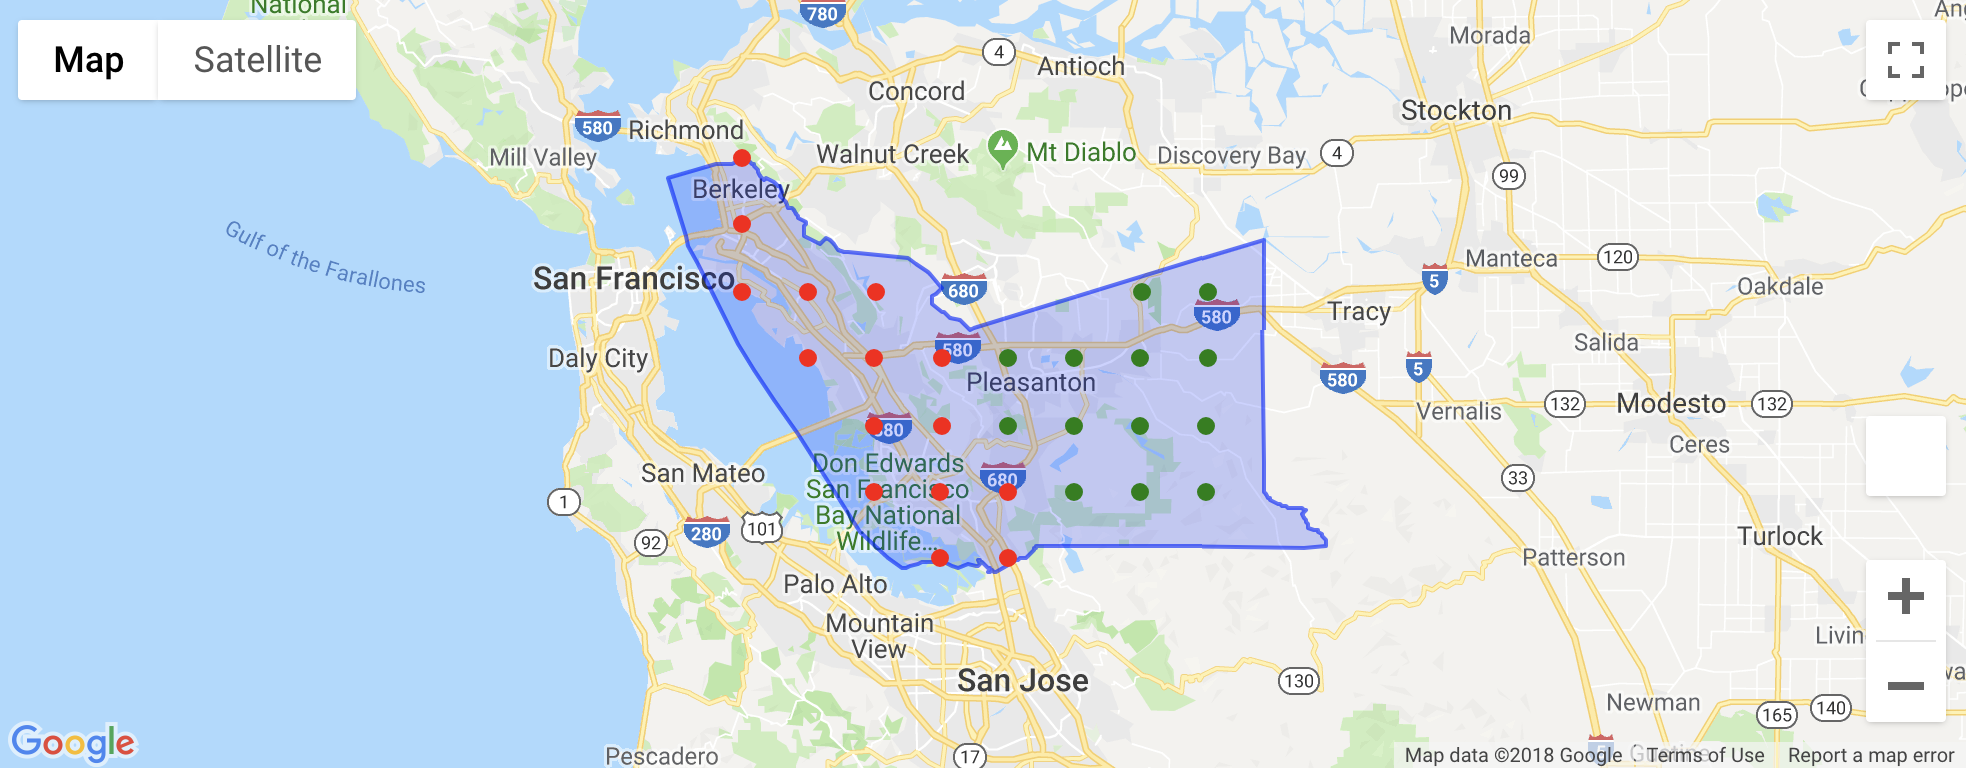 National
780
Morada
Map
Satellite
4
Antioch
Concord
Stockton
580
Richmond
Mill Valley
Walnut Creek
Mt Diablo
Discovery Bay
4
99
Berkeley
Gulf of the Farallones
San Francisco
680
Manteca
120
5
Oakdale
580
Tracy
Salida
Daly City
580
5
Pleasanton
580
Vernalis
132
Modesto
132
880
Ceres
San Mateo
Don Edwards
San Francisco
Bay National
Wildlife...
680
33
1
92
280
101
Turlock
Patterson
Palo Alto
Mountain
View
San Jose
130
Newman
165
140
Pescadero
17
Google
Map data ©2018 Google
Terms of Use
Report a map error